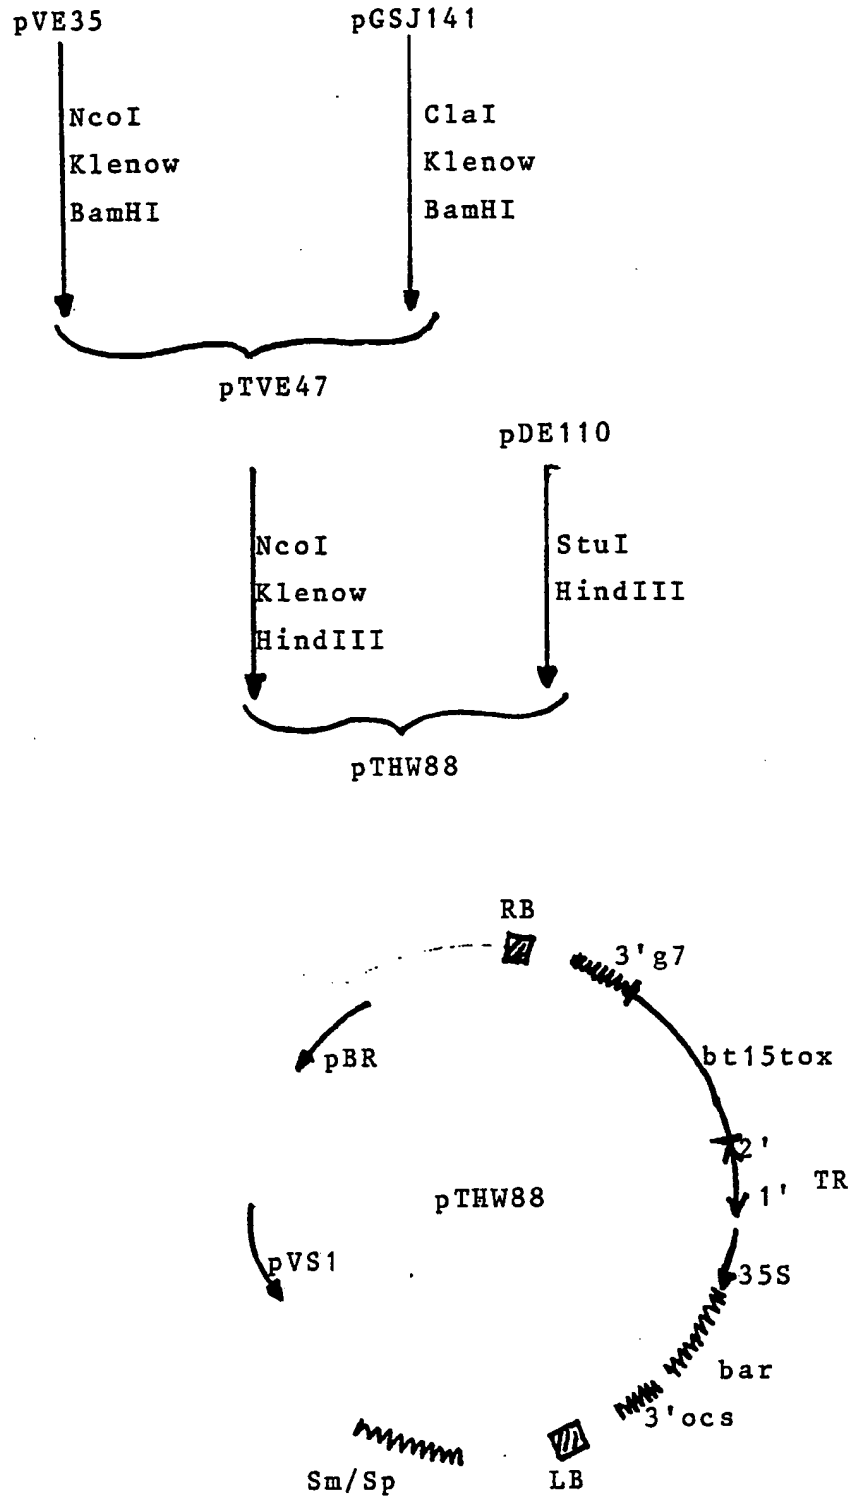 pVE35
pGSJ141
NcoI
Klenow
BamHI
ClaI
Klenow
BamHI
pTVE47
pDE110
NcoI
Klenow
HindIII
StuI
HindIII
pTHW88
RB
3'g7
pBR
bt15tox
2'
1'
TR
pTHW88
pVS1
35S
bar
3'ocs
Sm/Sp
LB